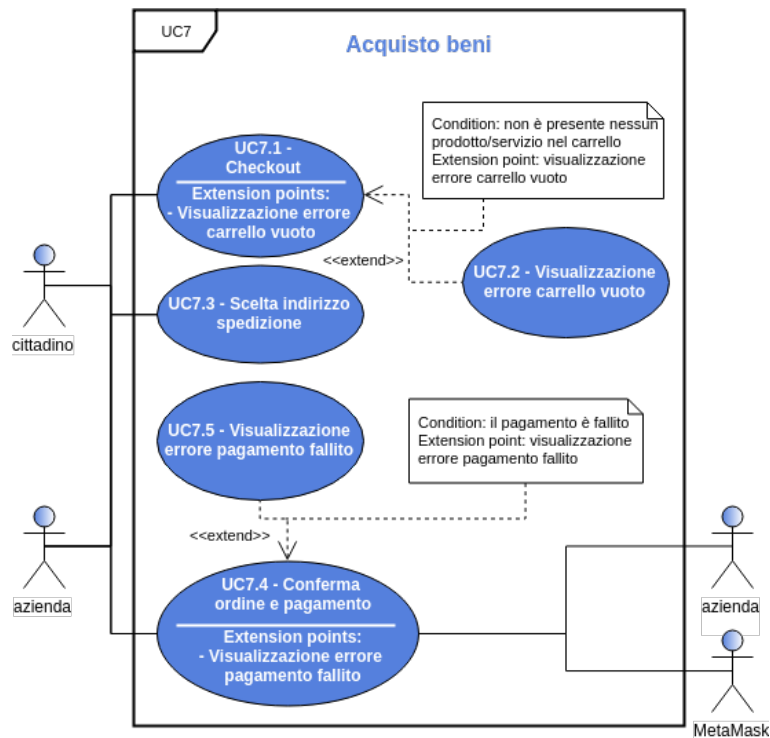 UC7
Acquisto beni
Condition: non è presente nessun
prodotto/servizio nel carrello
Extension point: visualizzazione
errore carrello vuoto
UC7.1 -
Checkout
Extension points:
- Visualizzazione errore
carrello vuoto
<<extend>>
UC7.2 - Visualizzazione
errore carrello vuoto
cittadino
UC7.3 - Scelta indirizzo
spedizione
UC7.5 - Visualizzazione
errore pagamento fallito
Condition: il pagamento è fallito
Extension point: visualizzazione
errore pagamento fallito
<<extend>>
azienda
UC7.4 - Conferma
ordine e pagamento
Extension points:
- Visualizzazione errore
pagamento fallito
azienda
MetaMask